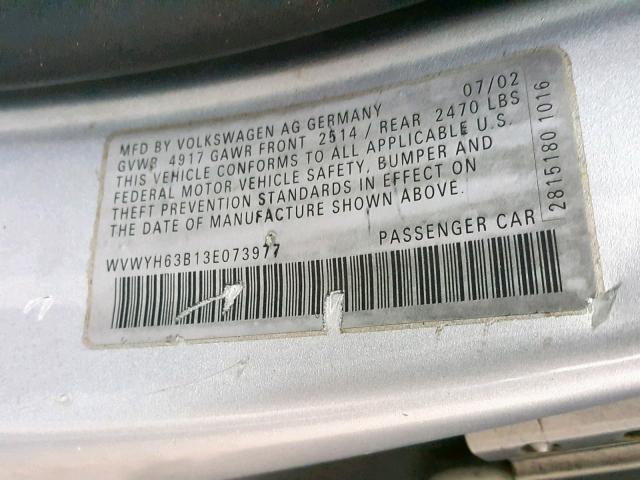 07/02
MFD BY VOLKSWAGEN AG GERMANY
GVWR 4917 GAWR FRONT 2514 / REAR 2470 LBS
THIS VEHICLE CONFORMS TO ALL APPLICABLE U.S.
FEDERAL MOTOR VEHICLE SAFETY, BUMPER AND
THEFT PREVENTION STANDARDS IN EFFECT ON
THE DATE OF MANUFACTURE SHOWN ABOVE.
WVWYH63B13E073977 PASSENGER CAR
2815180 1016